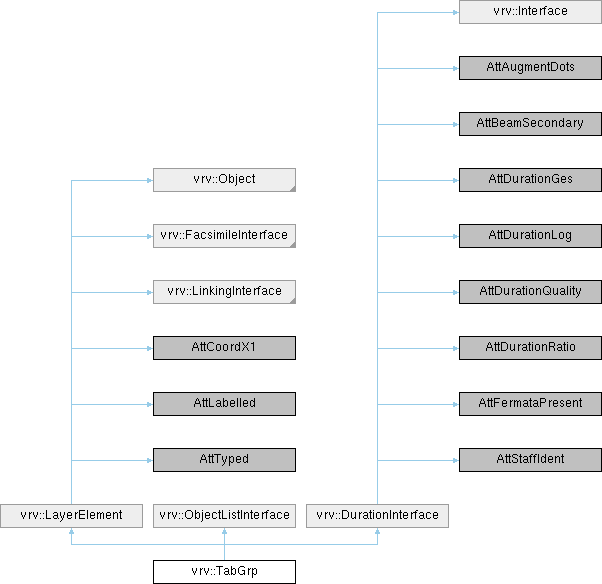 vrv::Interface
AttAugmentDots
AttBeamSecondary
vrv::Object
AttDurationGes
vrv::FacsimileInterface
AttDurationLog
vrv::LinkingInterface
AttDurationQuality
AttCoordX1
AttDurationRatio
AttLabelled
AttFermataPresent
AttTyped
AttStaffIdent
vrv::LayerElement
vrv::ObjectListInterface
vrv::DurationInterface
vrv::TabGrp